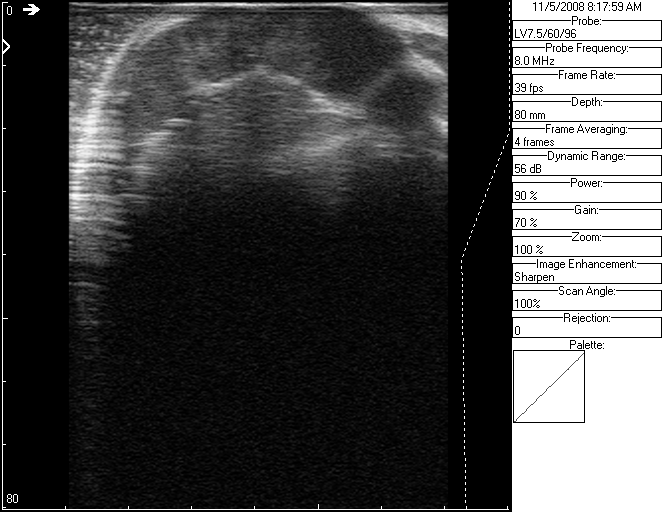 0
80
11/5/2008 8:17:59 AM
Probe:
LV7.5/60/96
Probe Frequency:
8.0 MHz
Frame Rate:
39 fps
Depth:
80 mm
Frame Averaging:
4 frames
Dynamic Range:
56 dB
Power:
90 %
Gain:
70 %
Zoom:
100 %
Image Enhancement:
Sharpen
Scan Angle:
100%
Rejection:
0
Palette: